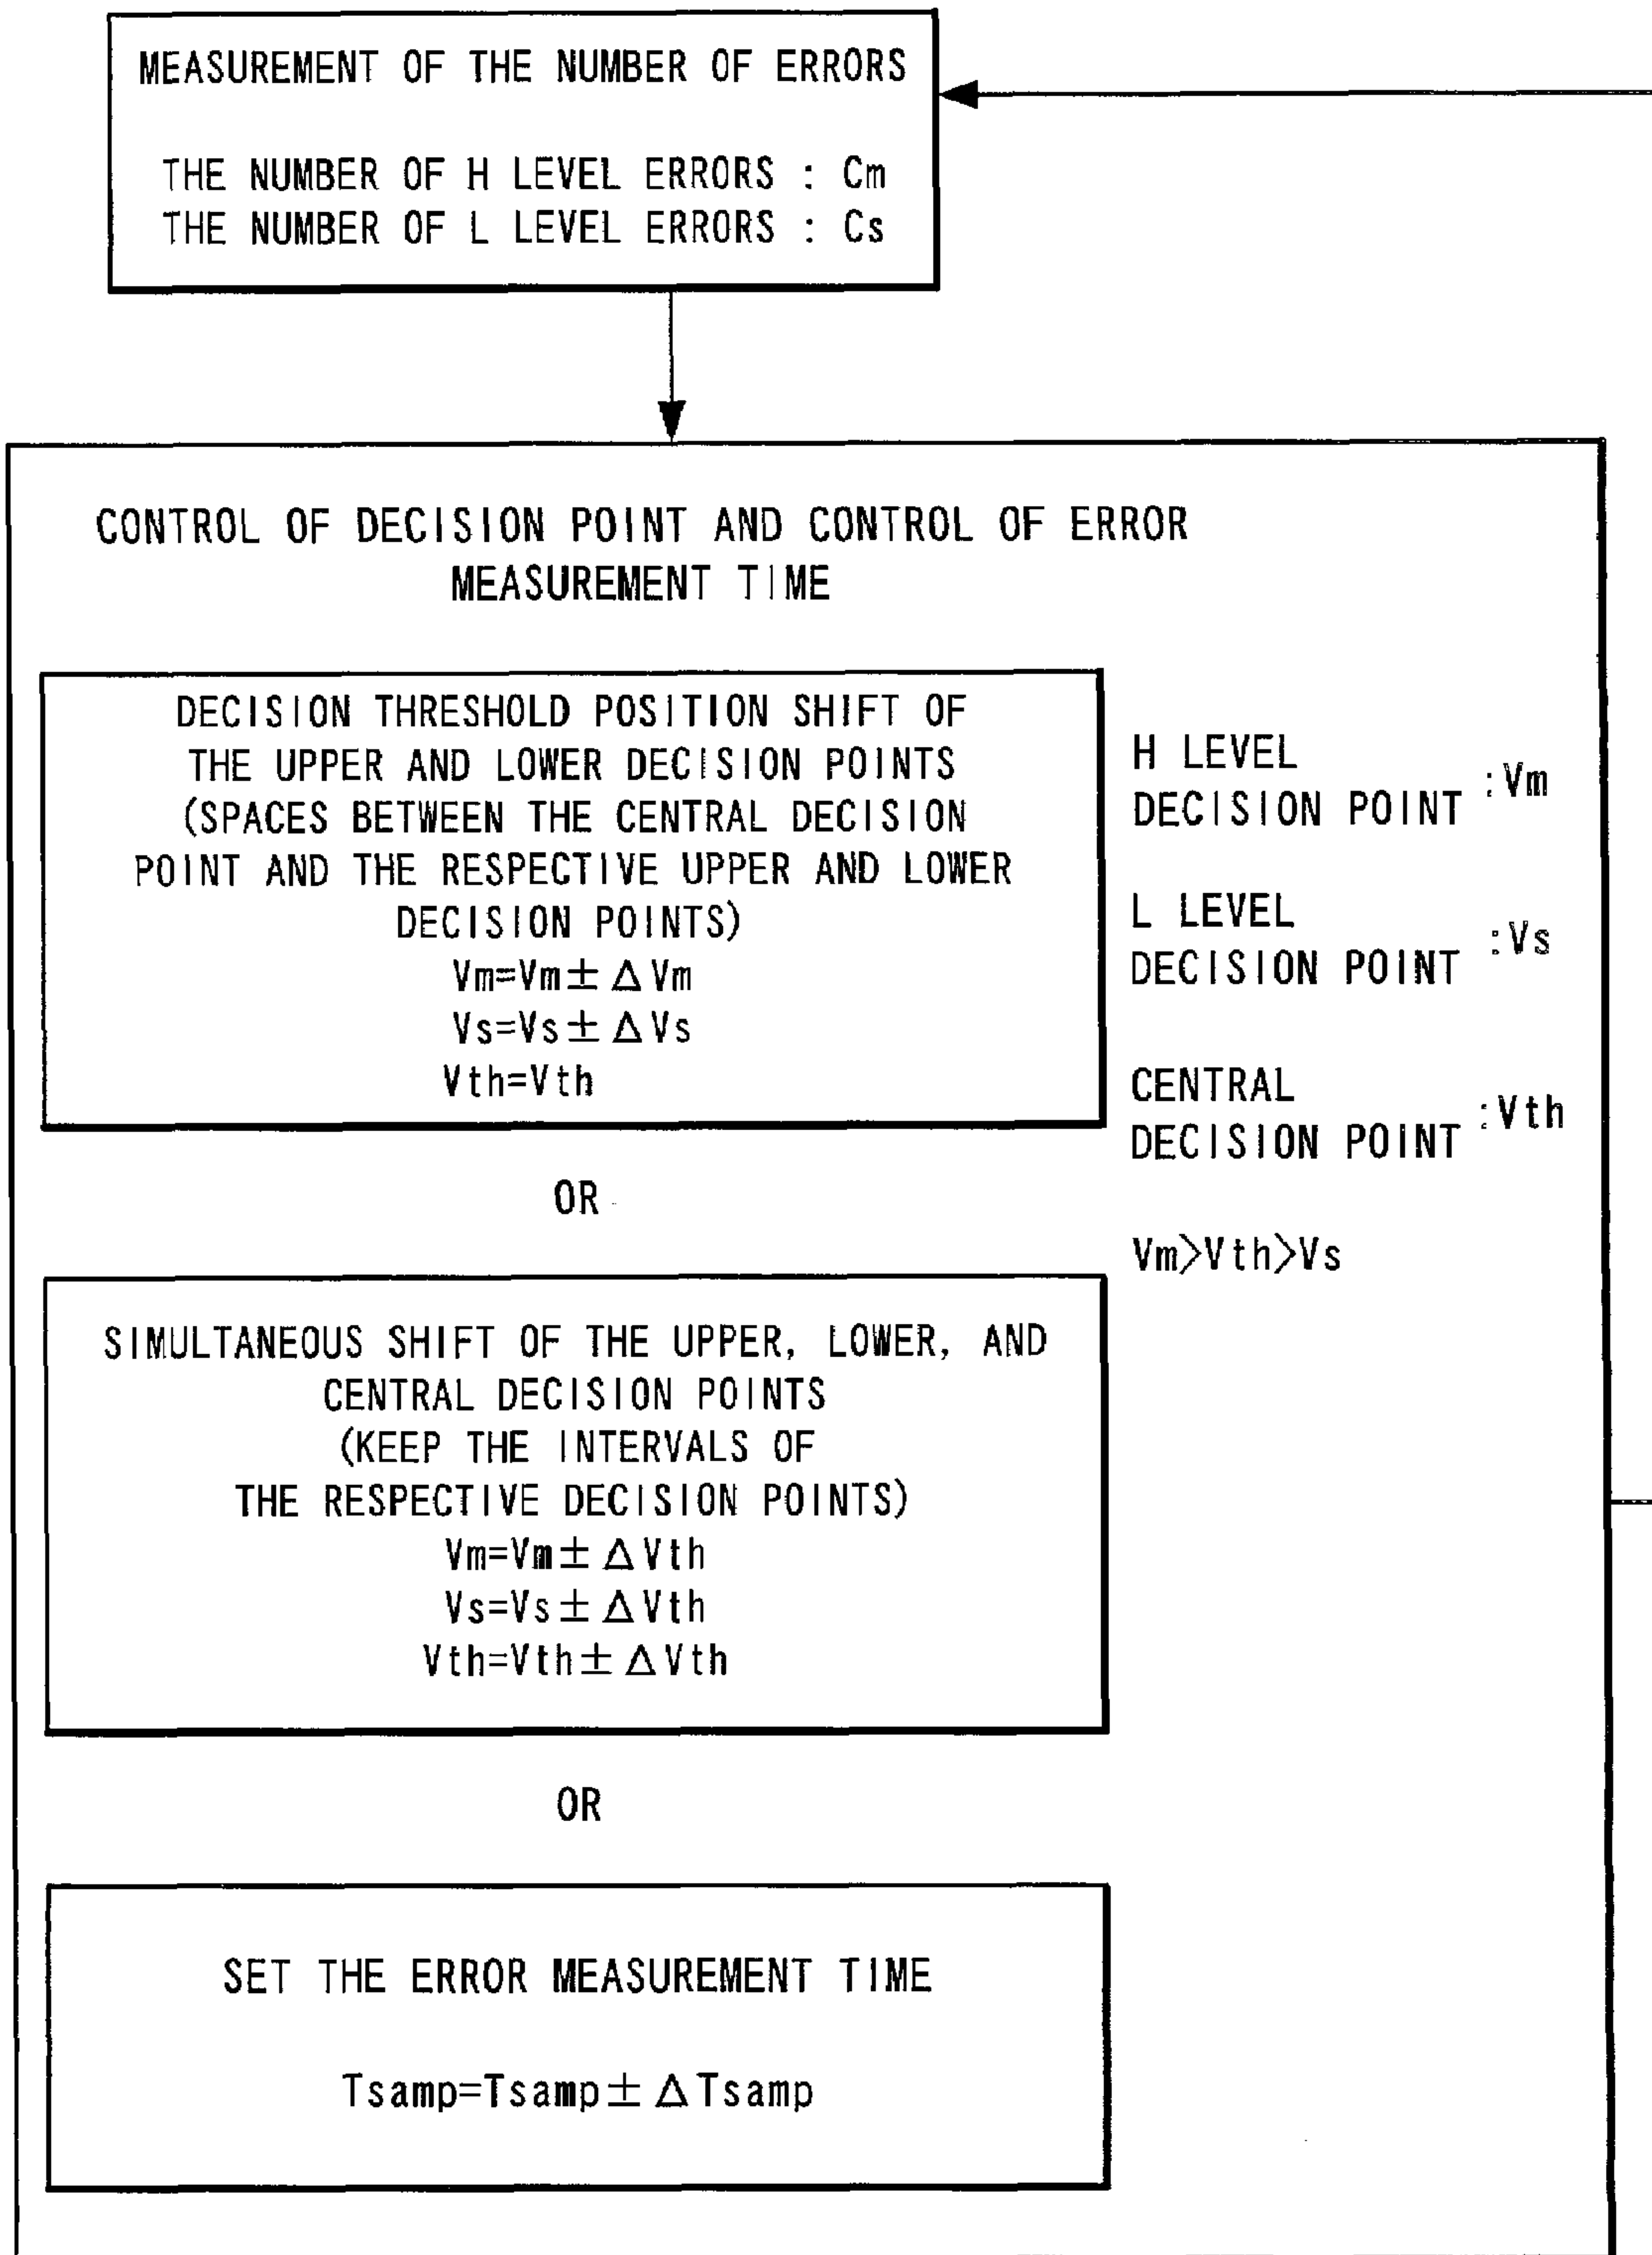 MEASUREMENT OF THE NUMBER OF ERRORS
THE NUMBER OF H LEVEL ERRORS : Cm
THE NUMBER OF L LEVEL ERRORS : Cs
CONTROL OF DECISION POINT AND CONTROL OF ERROR
MEASUREMENT TIME
DECISION THRESHOLD POSITION SHIFT OF
THE UPPER AND LOWER DECISION POINTS
(SPACES BETWEEN THE CENTRAL DECISION
POINT AND THE RESPECTIVE UPPER AND LOWER
DECISION POINTS)
Vm=Vm±ΔVm
Vs=Vs±ΔVs
Vth=Vth
H LEVEL
DECISION POINT :Vm
L LEVEL
DECISION POINT :Vs
CENTRAL
DECISION POINT :Vth
Vm>Vth>Vs
OR
SIMULTANEOUS SHIFT OF THE UPPER, LOWER, AND
CENTRAL DECISION POINTS
(KEEP THE INTERVALS OF
THE RESPECTIVE DECISION POINTS)
Vm=Vm±ΔVth
Vs=Vs±ΔVth
Vth=Vth±ΔVth
OR
SET THE ERROR MEASUREMENT TIME
Tsamp=Tsamp±ΔTsamp